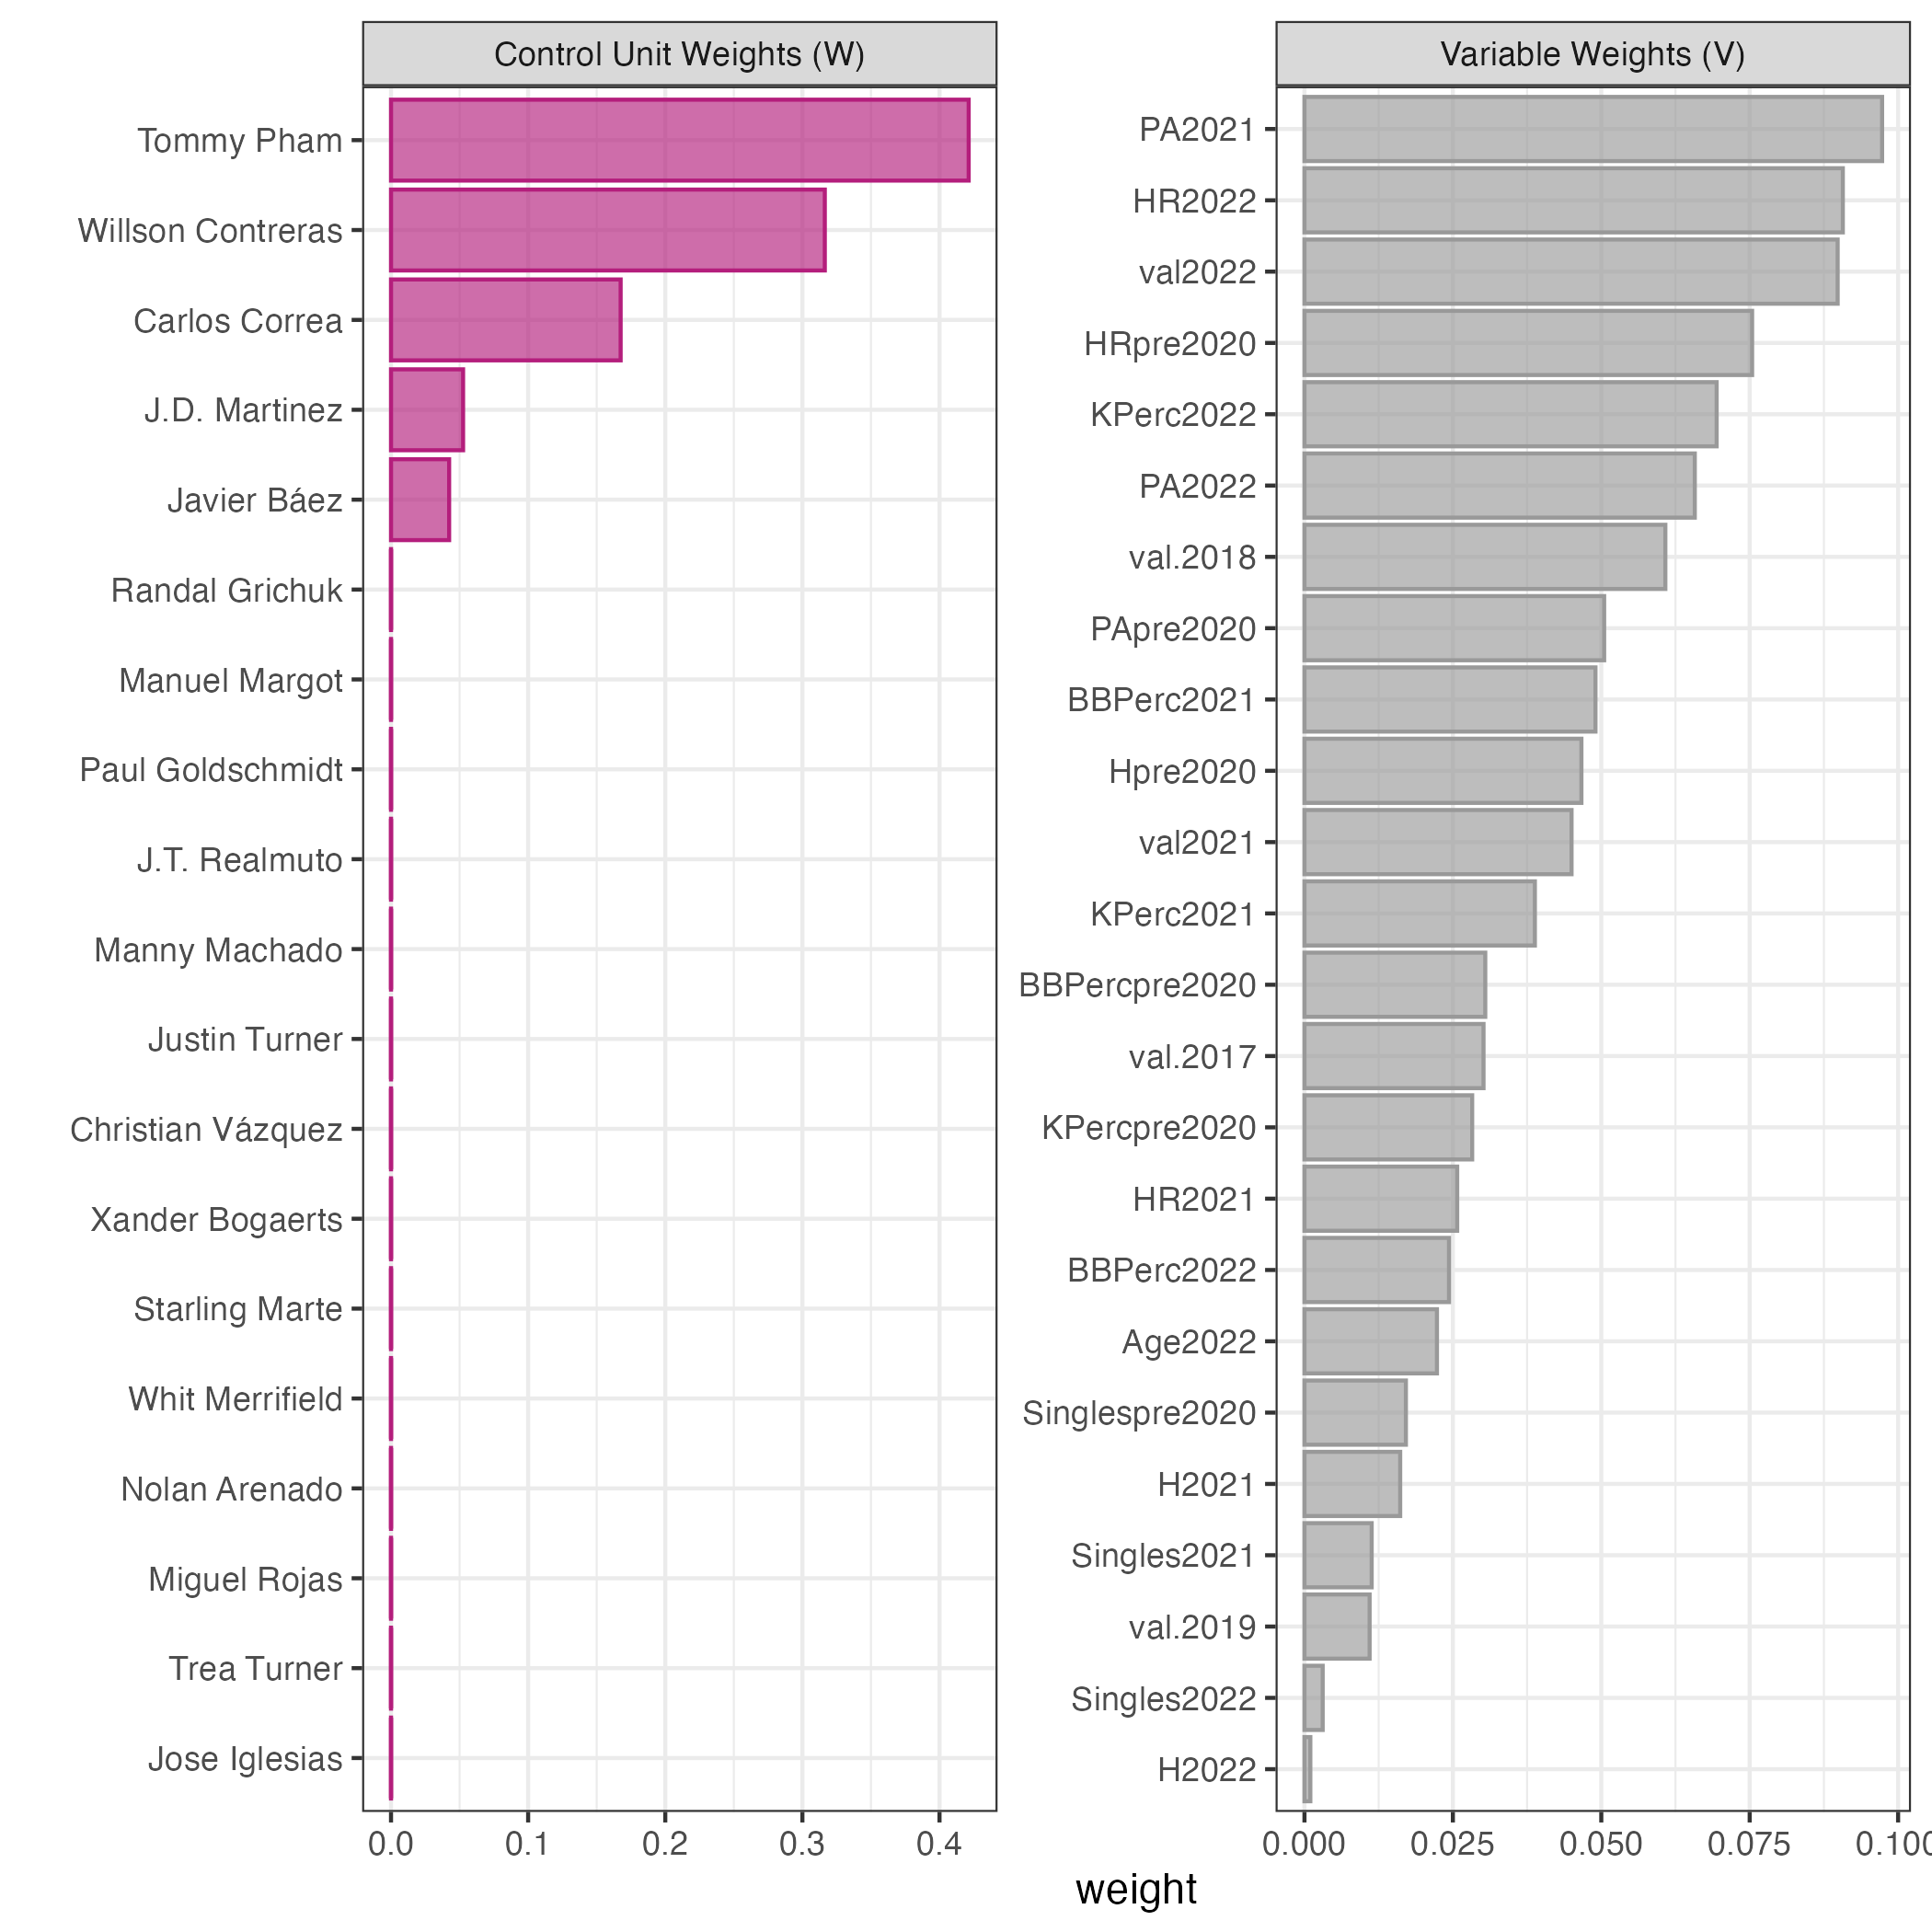 Control Unit Weights (W)
Tommy Pham
Willson Contreras
Carlos Correa
J.D. Martinez
Javier Báez
Randal Grichuk
Manuel Margot
Paul Goldschmidt
J.T. Realmuto
Manny Machado
Justin Turner
Christian Vázquez
Xander Bogaerts
Starling Marte
Whit Merrifield
Nolan Arenado
Miguel Rojas
Trea Turner
Jose Iglesias
0.0 0.1 0.2 0.3 0.4
Variable Weights (V)
PA2021
HR2022
val2022
HRpre2020
KPerc2022
PA2022
val.2018
PApre2020
BBPerc2021
Hpre2020
val2021
KPerc2021
BBPercpre2020
val.2017
KPercpre2020
HR2021
BBPerc2022
Age2022
Singlespre2020
H2021
Singles2021
val.2019
Singles2022
H2022
0.000 0.025 0.050 0.075 0.100
weight